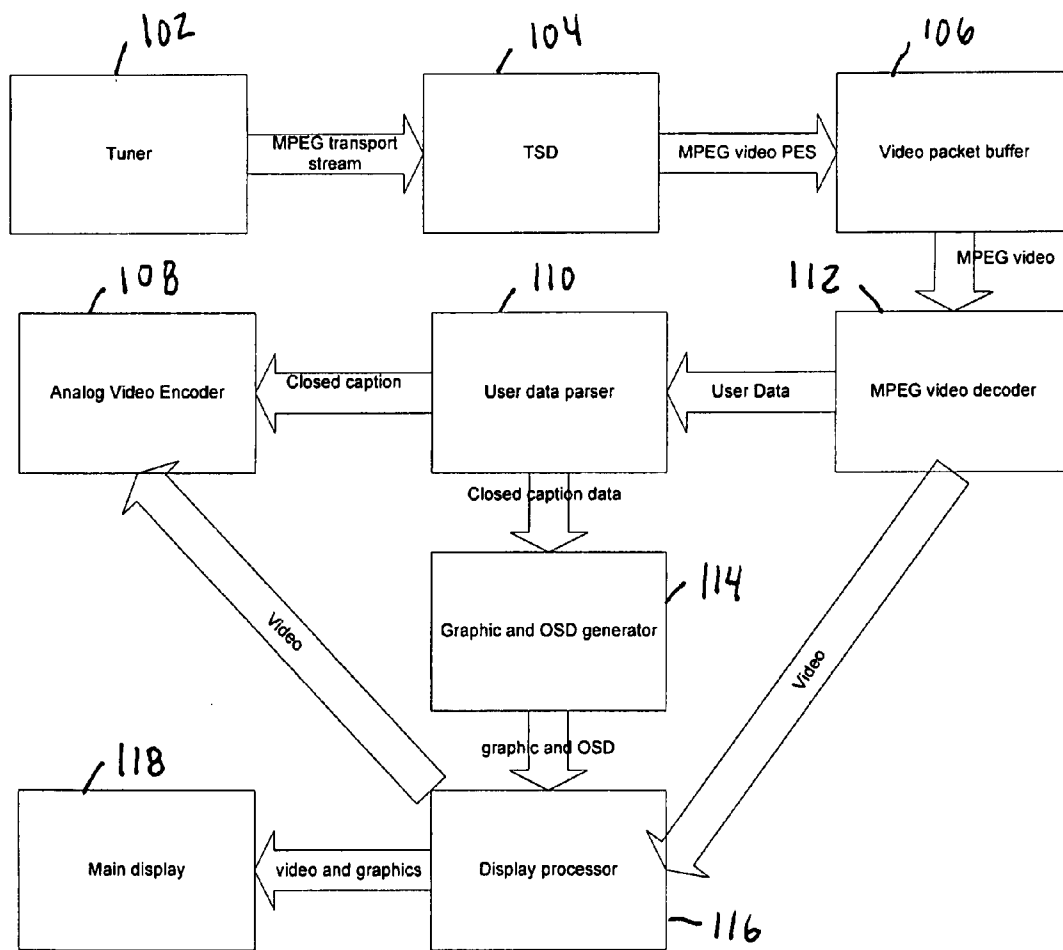 102
104
106
Tuner
MPEG transport
stream
TSD
MPEG video PES
Video packet buffer
MPEG video
108
110
112
Analog Video Encoder
Closed caption
User data parser
User Data
MPEG video decoder
Closed caption data
114
Graphic and OSD generator
Video
Video
graphic and OSD
118
Main display
video and graphics
Display processor
116